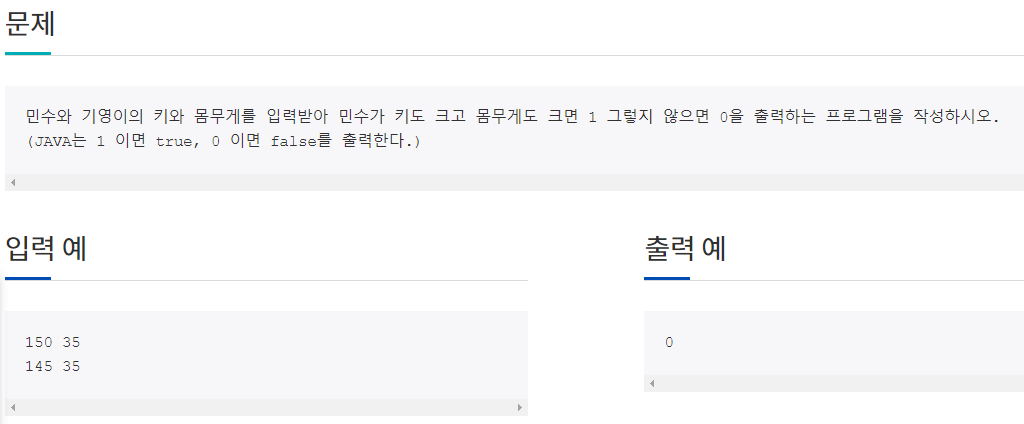 문제
민수와 기영이의 키와 몸무게를 입력받아 민수가 키도 크고 몸무게도 크면 1 그렇지 않으면 0을 출력하는 프로그램을 작성하시오.
(JAVA는 1 이면 true, 0 이면 false를 출력한다.)
입력 예
150 35
145 35
출력 예
0